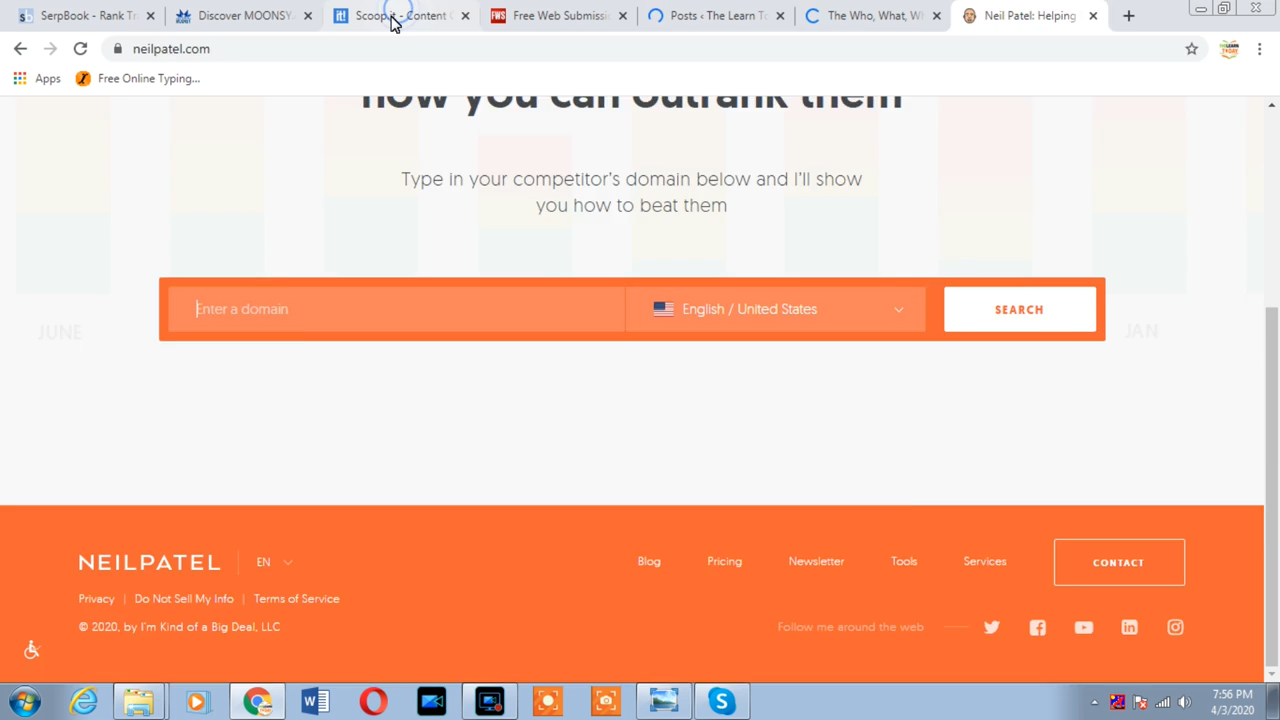 SerpBook - Rank Tr
Discover MOONSY.
Scoop.it - Content C
Free Web Submissi
Posts ‹ The Learn To
The Who, What, W
Neil Patel: Helping
neilpatel.com
Apps
Free Online Typing...
how you can outrank them
Type in your competitor's domain below and I'll show
you how to beat them
Enter a domain
English / United States
SEARCH
JUNE
JAN
NEILPATEL
EN
Blog
Pricing
Newsletter
Tools
Services
CONTACT
Privacy | Do Not Sell My Info | Terms of Service
© 2020, by I'm Kind of a Big Deal, LLC
Follow me around the web
7:56 PM
4/3/2020